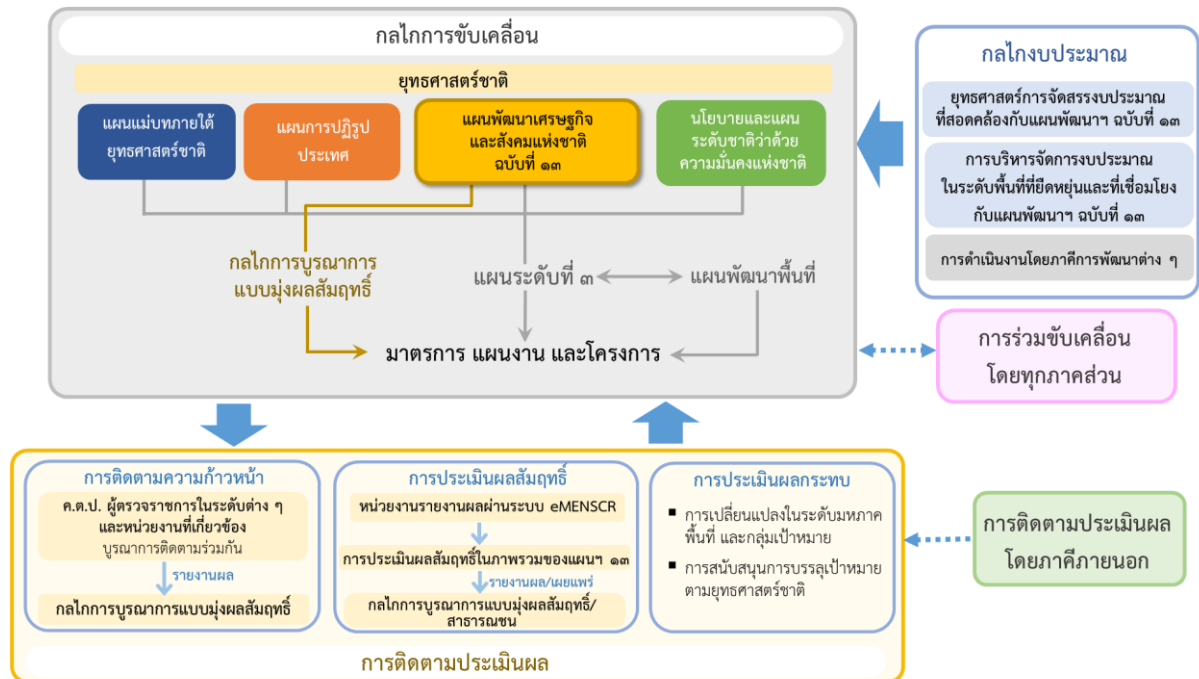 กลไกการขับเคลื่อน
ยุทธศาสตร์ชาติ
แผนแม่บทภายใต้
ยุทธศาสตร์ชาติ
แผนการปฏิรูป
ประเทศ
แผนพัฒนาเศรษฐกิจ
และสังคมแห่งชาติ
ฉบับที่ ๑๓
นโยบายและแผน
ระดับชาติว่าด้วย
ความมั่นคงแห่งชาติ
กลไกการบูรณาการ
แบบมุ่งผลสัมฤทธิ์
แผนระดับที่ ๓
แผนพัฒนาพื้นที่
มาตรการ แผนงาน และโครงการ
กลไกงบประมาณ
ยุทธศาสตร์การจัดสรรงบประมาณ
ที่สอดคล้องกับแผนพัฒนาฯ ฉบับที่ ๑๓
การบริหารจัดการงบประมาณ
ในระดับพื้นที่ที่ยืดหยุ่นและที่เชื่อมโยง
กับแผนพัฒนาฯ ฉบับที่ ๑๓
การดำเนินงานโดยภาคีการพัฒนาต่าง ๆ
การร่วมขับเคลื่อน
โดยทุกภาคส่วน
การติดตามความก้าวหน้า
ค.ต.ป. ผู้ตรวจราชการในระดับต่าง ๆ
และหน่วยงานที่เกี่ยวข้อง
บูรณาการติดตามร่วมกัน
รายงานผล
กลไกการบูรณาการแบบมุ่งผลสัมฤทธิ์
การประเมินผลสัมฤทธิ์
หน่วยงานรายงานผลผ่านระบบ eMENSCR
การประเมินผลสัมฤทธิ์ในภาพรวมของแผนฯ ๑๓
รายงานผล/เผยแพร่
กลไกการบูรณาการแบบมุ่งผลสัมฤทธิ์/
สาธารณชน
การประเมินผลกระทบ
▪ การเปลี่ยนแปลงในระดับมหภาค
พื้นที่ และกลุ่มเป้าหมาย
▪ การสนับสนุนการบรรลุเป้าหมาย
ตามยุทธศาสตร์ชาติ
การติดตามประเมินผล
โดยภาคีภายนอก
การติดตามประเมินผล